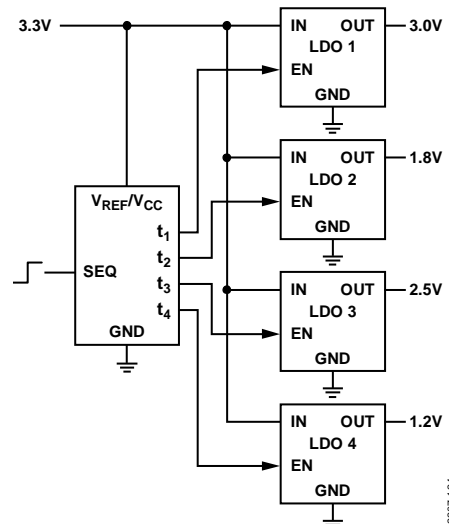 3.3V
IN OUT 3.0V
LDO 1
EN
GND
IN OUT 1.8V
LDO 2
EN
GND
VREF/VCC
t1
t2
SEQ
t3
t4
GND
IN OUT 2.5V
LDO 3
EN
GND
IN OUT 1.2V
LDO 4
EN
GND